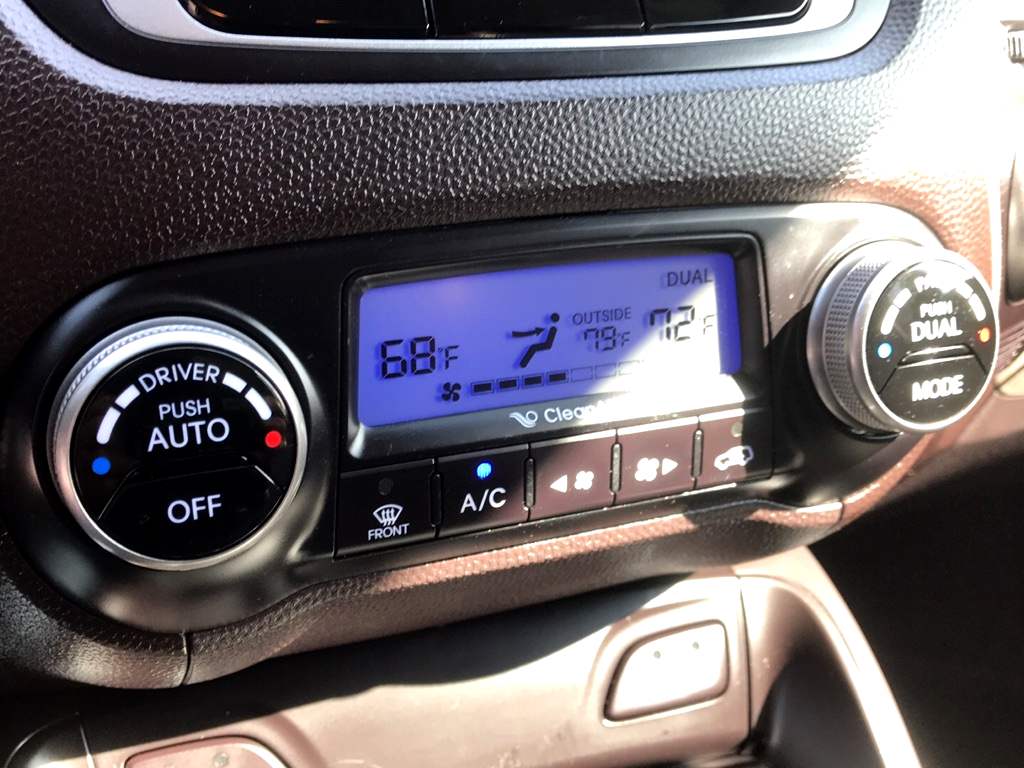 DRIVER
PUSH
AUTO
OFF
DUAL
68°F
OUTSIDE
79°F
72°F
FRONT
A/C
PUSH
DUAL
MODE